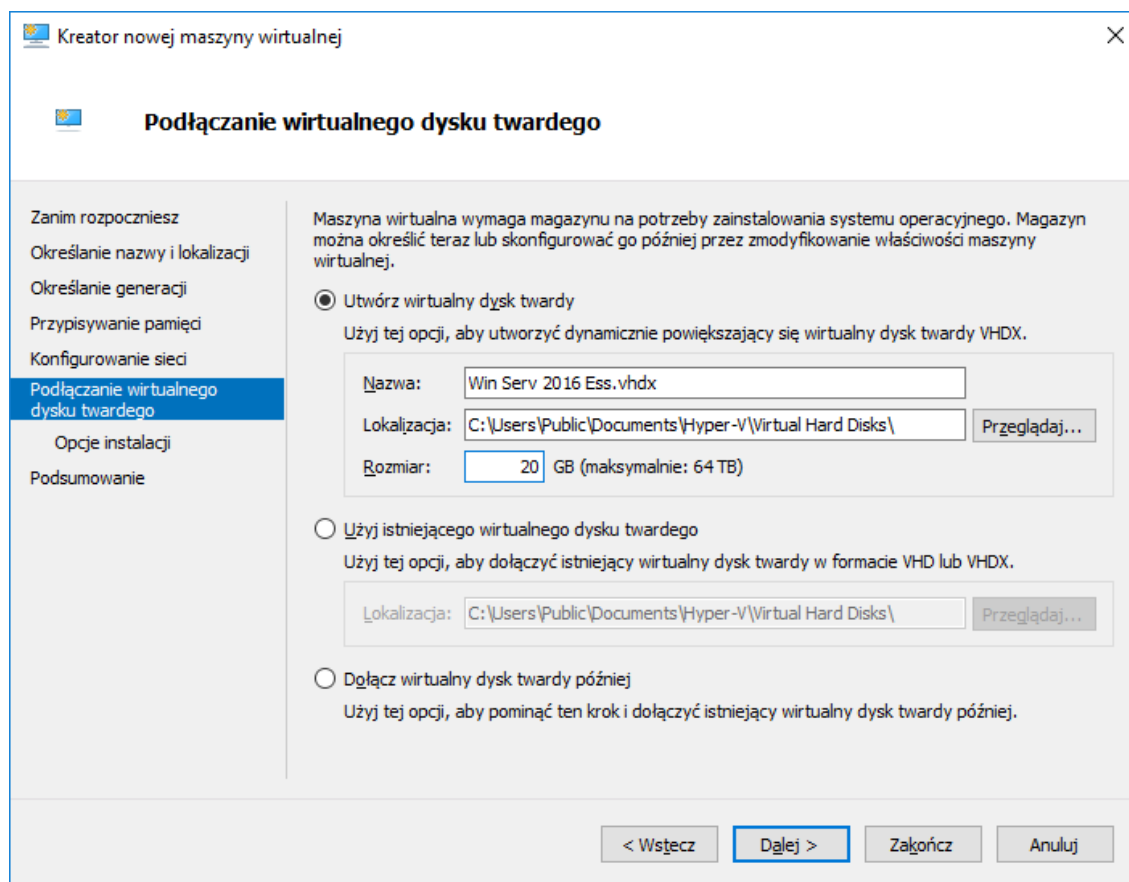 Kreator nowej maszyny wirtualnej
Podłączanie wirtualnego dysku twardego
Zanim rozpoczniesz
Określanie nazwy i lokalizacji
Określanie generacji
Przypisywanie pamięci
Konfigurowanie sieci
Podłączanie wirtualnego
dysku twardego
Opcje instalacji
Podsumowanie
Maszyna wirtualna wymaga magazynu na potrzeby zainstalowania systemu operacyjnego. Magazyn
można określić teraz lub skonfigurować go później przez zmodyfikowanie właściwości maszyny
wirtualnej.
Utwórz wirtualny dysk twardy
Użyj tej opcji, aby utworzyć dynamicznie powiększający się wirtualny dysk twardy VHDX.
Nazwa: Win Serv 2016 Ess.vhdx
Lokalizacja: C:\Users\Public\Documents\Hyper-V\Virtual Hard Disks\ Przeglądaj...
Rozmiar: 20 GB (maksymalnie: 64 TB)
Użyj istniejącego wirtualnego dysku twardego
Użyj tej opcji, aby dołączyć istniejący wirtualny dysk twardy w formacie VHD lub VHDX.
Lokalizacja: C:\Users\Public\Documents\Hyper-V\Virtual Hard Disks\ Przeglądaj...
Dołącz wirtualny dysk twardy później
Użyj tej opcji, aby pominąć ten krok i dołączyć istniejący wirtualny dysk twardy później.
< Wstecz Dalej > Zakończ Anuluj